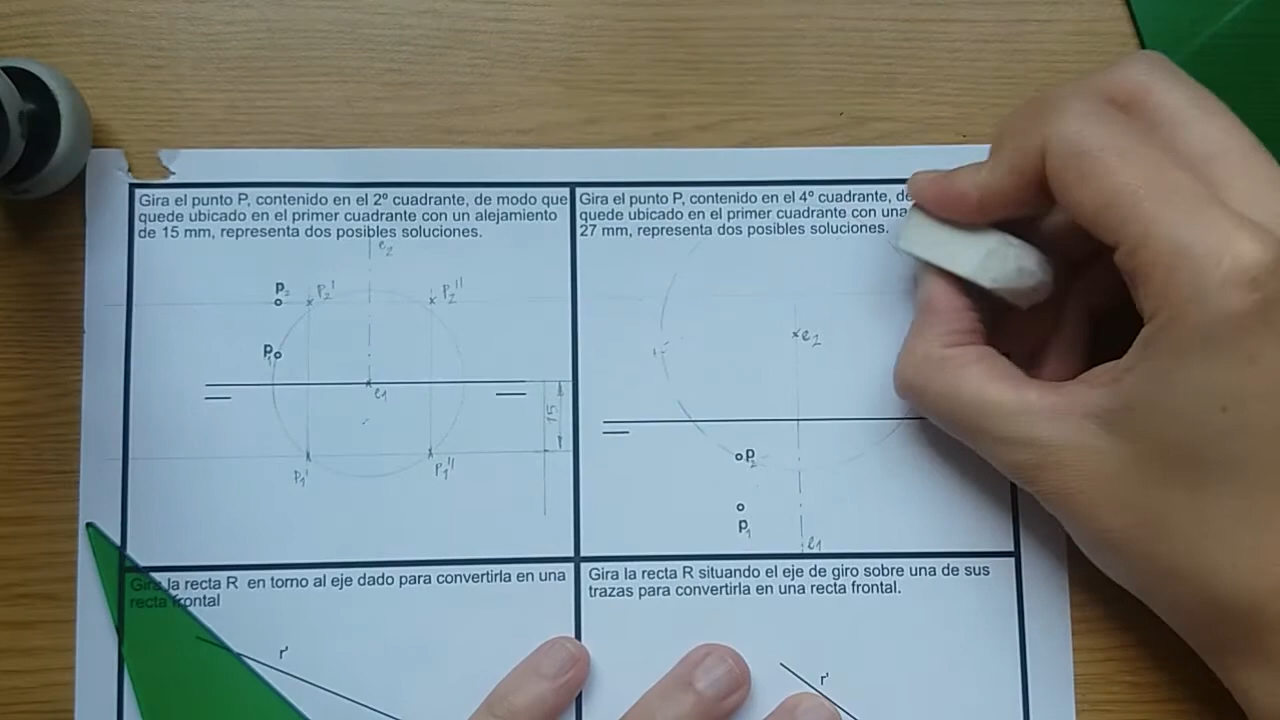 Gira el punto P, contenido en el 2º cuadrante, de modo que
quede ubicado en el primer cuadrante con un alejamiento
de 15 mm, representa dos posibles soluciones.
e2
P2
P2'
P2''
P1
e1
15
P1'
P1''
Gira el punto P, contenido en el 4º cuadrante, de
quede ubicado en el primer cuadrante con una
27 mm, representa dos posibles soluciones.
e2
P2
P1
e1
Gira la recta R en torno al eje dado para convertirla en una
recta frontal
r'
Gira la recta R situando el eje de giro sobre una de sus
trazas para convertirla en una recta frontal.
r'